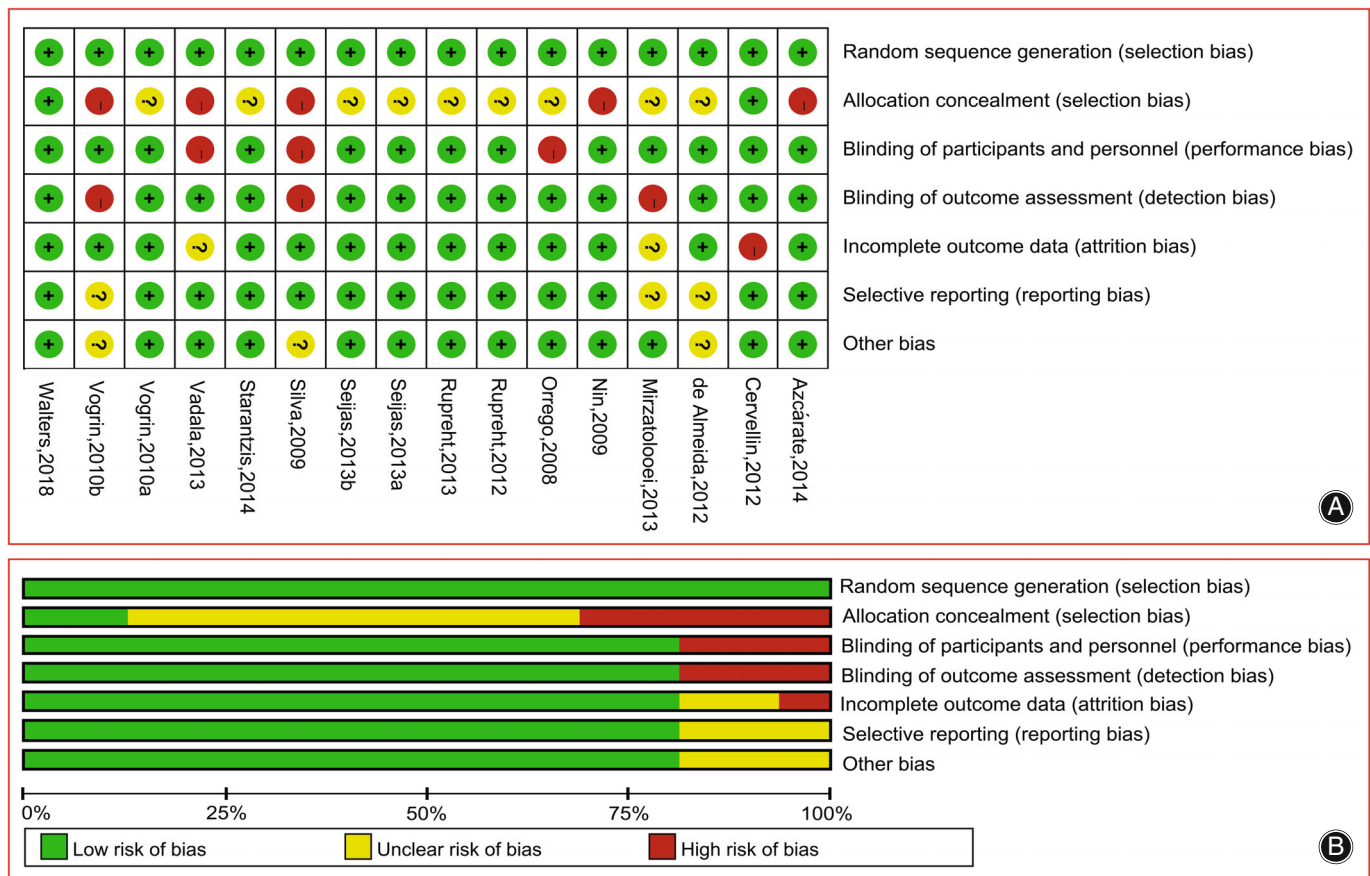 + + + + + + + + + + + + + + + + Random sequence generation (selection bias)
+ - ? - ? - ? ? ? ? ? - ? ? + - Allocation concealment (selection bias)
+ + + - + - + + + + - + + + + + Blinding of participants and personnel (performance bias)
+ - + + + - + + + + + + - + + + Blinding of outcome assessment (detection bias)
+ + + ? + + + + + + + + ? + - + Incomplete outcome data (attrition bias)
+ ? + + + + + + + + + + ? ? + + Selective reporting (reporting bias)
+ ? + + + ? + + + + + + + ? + + Other bias
Walters,2018
Vogrin,2010b
Vogrin,2010a
Vadala,2013
Starantzis,2014
Silva,2009
Seijas,2013b
Seijas,2013a
Rupreht,2013
Rupreht,2012
Orrego,2008
Nin,2009
Mirzatolooei,2013
de Almeida,2012
Cervellin,2012
Azcárate,2014
A
Random sequence generation (selection bias)
Allocation concealment (selection bias)
Blinding of participants and personnel (performance bias)
Blinding of outcome assessment (detection bias)
Incomplete outcome data (attrition bias)
Selective reporting (reporting bias)
Other bias
0% 25% 50% 75% 100%
Low risk of bias Unclear risk of bias High risk of bias
B